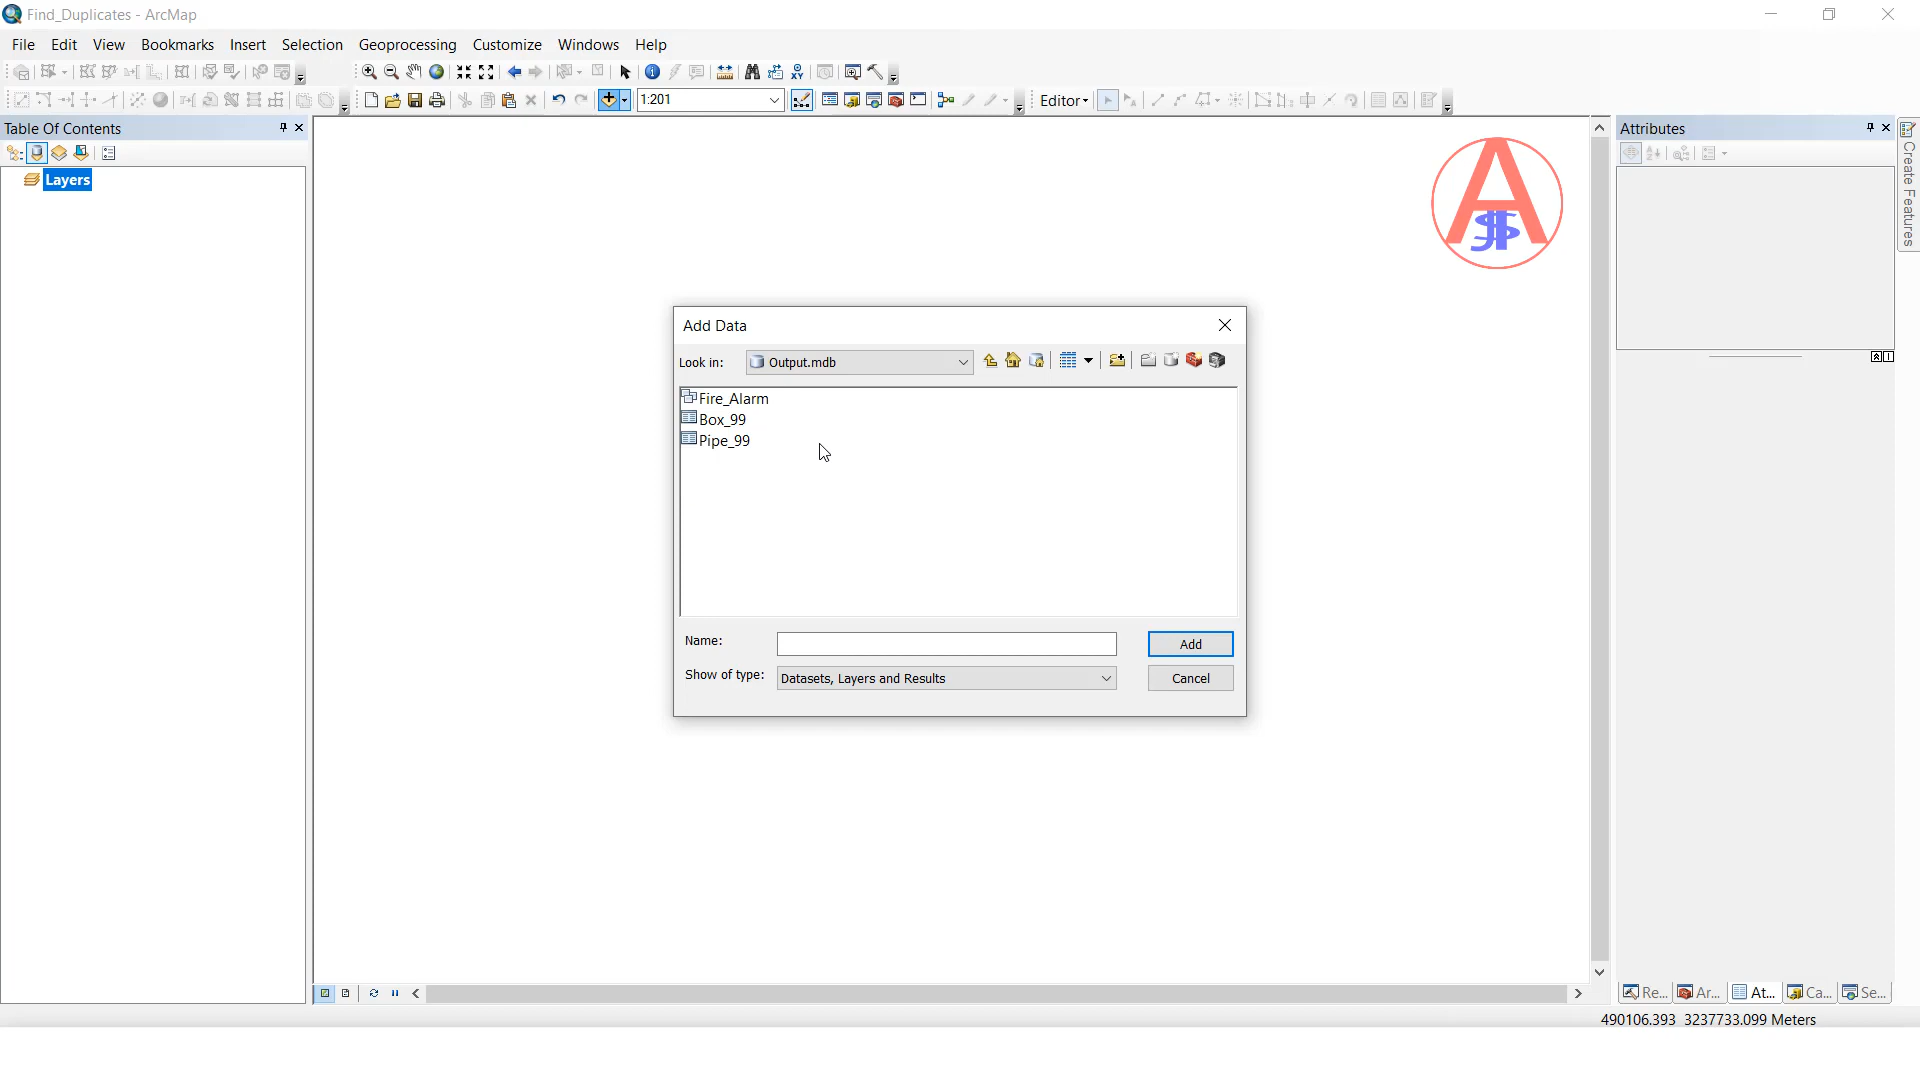 Find_Duplicates - ArcMap
File Edit View Bookmarks Insert Selection Geoprocessing Customize Windows Help
1:201
Editor
Table Of Contents
Layers
Attributes
Create Features
A
Add Data
Look in: Output.mdb
Fire_Alarm
Box_99
Pipe_99
Name:
Add
Show of type: Datasets, Layers and Results
Cancel
Re... Ar... At... Ca... Se...
490106.393 3237733.099 Meters